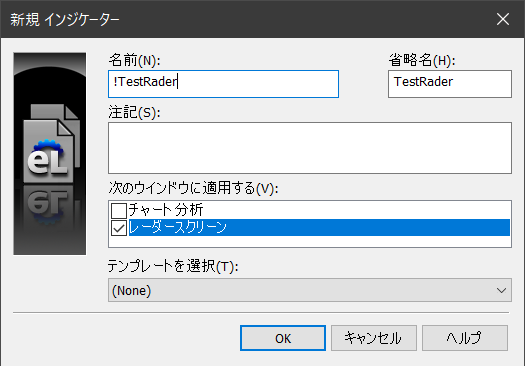 新規 インジケーター
名前(N):
省略名(H):
!TestRader
TestRader
注記(S):
次のウインドウに適用する(V):
チャート分析
レーダースクリーン
テンプレートを選択(T):
(None)
OK
キャンセル
ヘルプ
eL